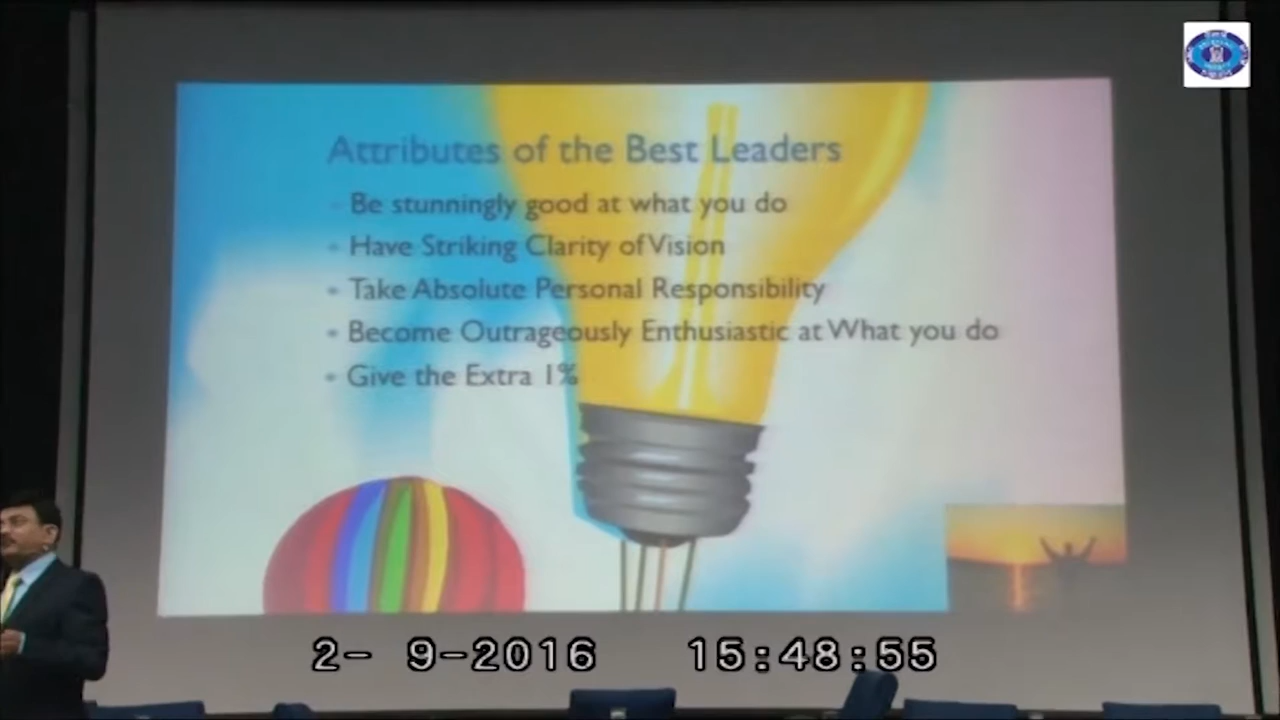 Attributes of the Best Leaders
Be stunningly good at what you do
Have Striking Clarity of Vision
Take Absolute Personal Responsibility
Become Outrageously Enthusiastic at What you do
Give the Extra 1%
2- 9-2016 15:48:55